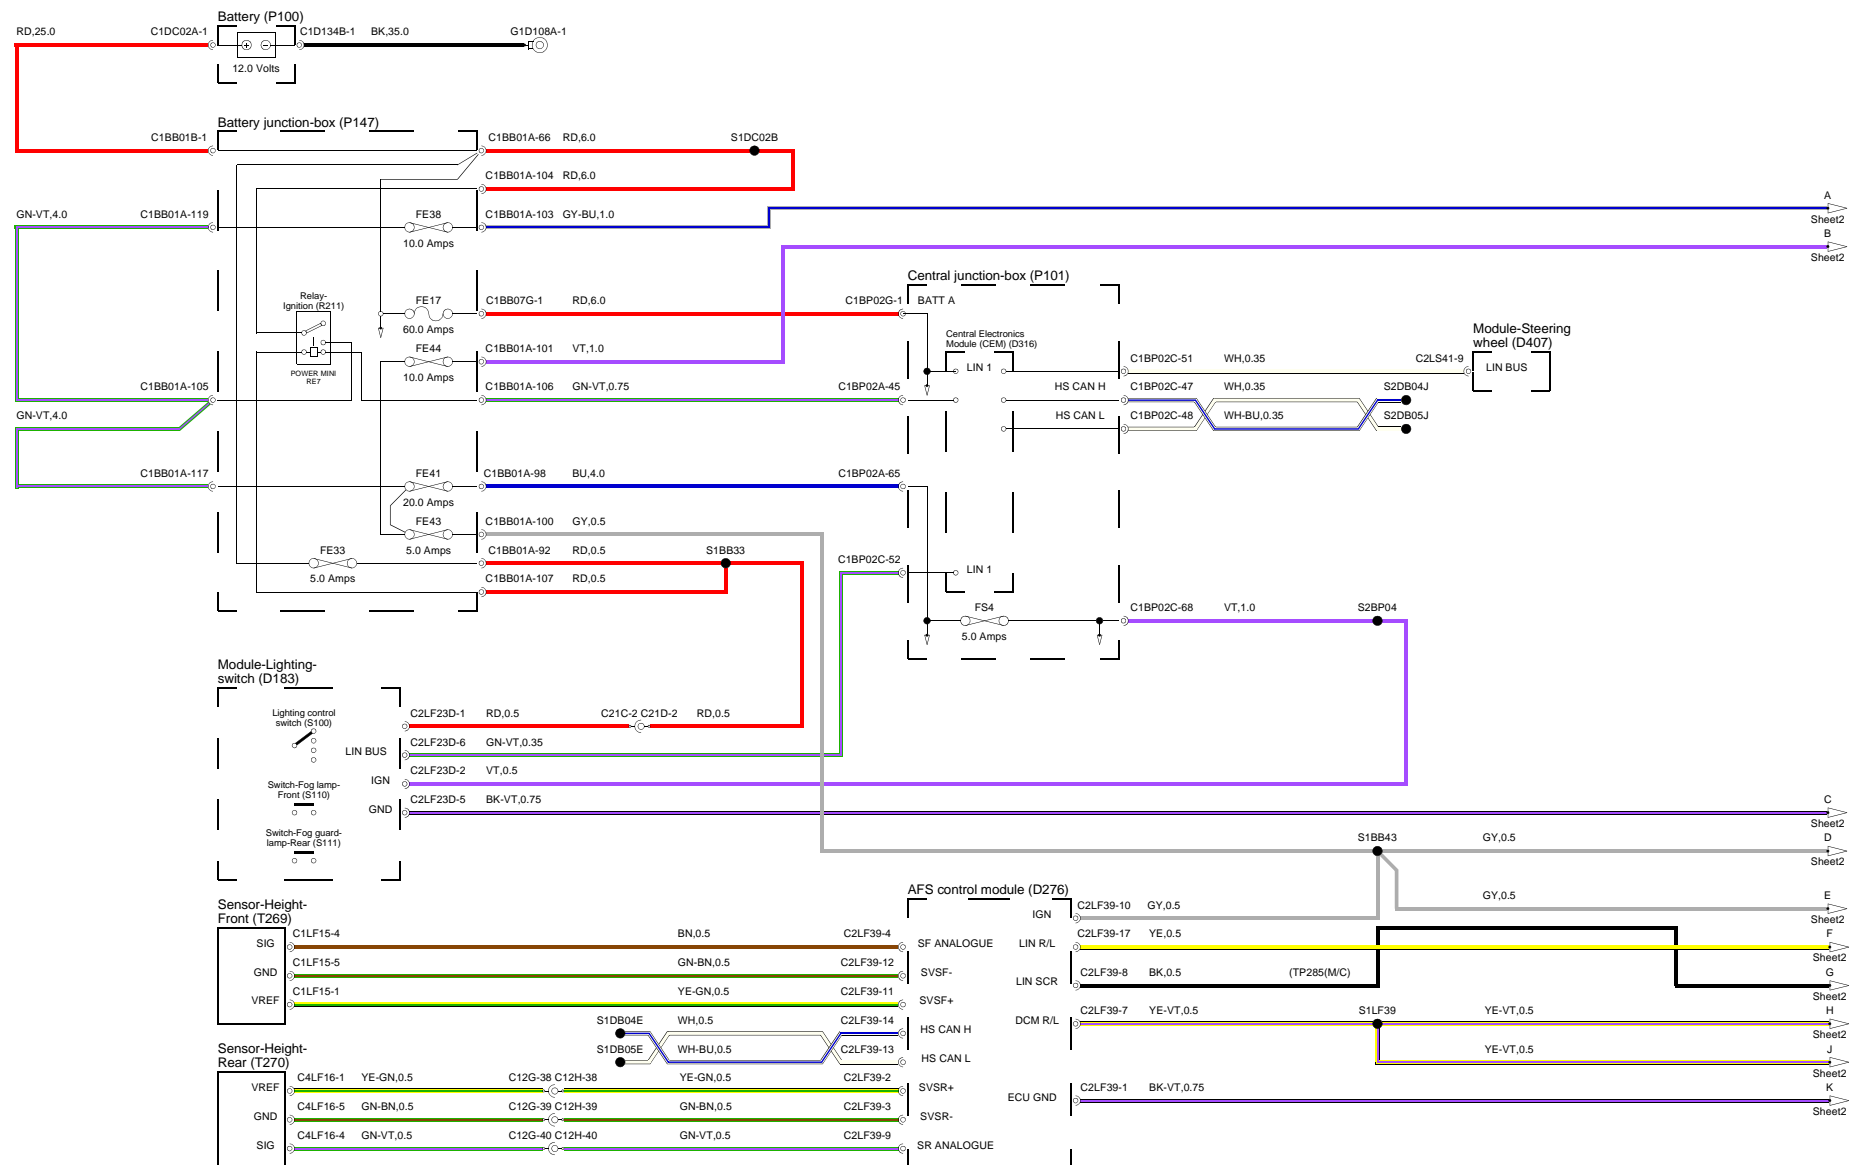 Battery (P100)
RD,25.0 C1DC02A-1 C1D134B-1 BK,35.0 G1D108A-1
12.0 Volts
Battery junction-box (P147)
C1BB01B-1 C1BB01A-66 RD,6.0 S1DC02B
C1BB01A-104 RD,6.0
A
GN-VT,4.0 C1BB01A-119 FE38 C1BB01A-103 GY-BU,1.0
Sheet2
B
10.0 Amps
Sheet2
Central junction-box (P101)
Relay-
Ignition (R211)
FE17 C1BB07G-1 RD,6.0 C1BP02G-1 BATT A
60.0 Amps
Central Electronics
Module (CEM) (D316)
Module-Steering
wheel (D407)
FE44 C1BB01A-101 VT,1.0
C1BP02C-51 WH,0.35 C2LS41-9
LIN 1 LIN BUS
POWER MINI
RE7
10.0 Amps
C1BB01A-105 C1BB01A-106 GN-VT,0.75 C1BP02A-45 HS CAN H C1BP02C-47 WH,0.35 S2DB04J
GN-VT,4.0 HS CAN L C1BP02C-48 WH-BU,0.35 S2DB05J
C1BB01A-117 FE41 C1BB01A-98 BU,4.0 C1BP02A-65
20.0 Amps
FE43 C1BB01A-100 GY,0.5
FE33 5.0 Amps C1BB01A-92 RD,0.5 S1BB33
C1BP02C-52
5.0 Amps C1BB01A-107 RD,0.5
LIN 1
FS4 C1BP02C-68 VT,1.0 S2BP04
5.0 Amps
Module-Lighting-
switch (D183)
Lighting control
switch (S100)
C2LF23D-1 RD,0.5 C21C-2 C21D-2 RD,0.5
LIN BUS C2LF23D-6 GN-VT,0.35
IGN C2LF23D-2 VT,0.5
Switch-Fog lamp-
Front (S110)
GND C2LF23D-5 BK-VT,0.75 C
Sheet2
Switch-Fog guard-
lamp-Rear (S111)
S1BB43 GY,0.5 D
Sheet2
AFS control module (D276)
GY,0.5 E
Sheet2
IGN C2LF39-10 GY,0.5
Sensor-Height-
Front (T269)
SIG C1LF15-4 BN,0.5 C2LF39-4 SF ANALOGUE LIN R/L C2LF39-17 YE,0.5 F
Sheet2
GND C1LF15-5 GN-BN,0.5 C2LF39-12 SVSF- LIN SCR C2LF39-8 BK,0.5 (TP285(M/C) G
Sheet2
VREF C1LF15-1 YE-GN,0.5 C2LF39-11 SVSF+
S1DB04E WH,0.5 C2LF39-14 HS CAN H DCM R/L C2LF39-7 YE-VT,0.5 S1LF39 YE-VT,0.5 H
Sheet2
S1DB05E WH-BU,0.5 C2LF39-13 HS CAN L YE-VT,0.5 J
Sheet2
Sensor-Height-
Rear (T270)
VREF C4LF16-1 YE-GN,0.5 C12G-38 C12H-38 YE-GN,0.5 C2LF39-2 SVSR+ ECU GND C2LF39-1 BK-VT,0.75 K
Sheet2
GND C4LF16-5 GN-BN,0.5 C12G-39 C12H-39 GN-BN,0.5 C2LF39-3 SVSR-
SIG C4LF16-4 GN-VT,0.5 C12G-40 C12H-40 GN-VT,0.5 C2LF39-9 SR ANALOGUE